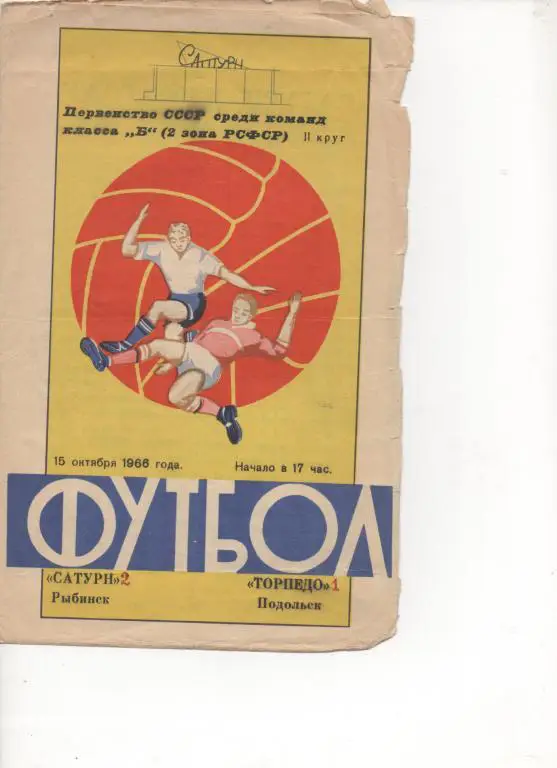 САТУРН
Первенство СССР среди команд
класса „Б“ (2 зона РСФСР) II круг
15 октября 1966 года. Начало в 17 час.
ФУТБОЛ
«САТУРН» 2 «ТОРПЕДО» 1
Рыбинск Подольск